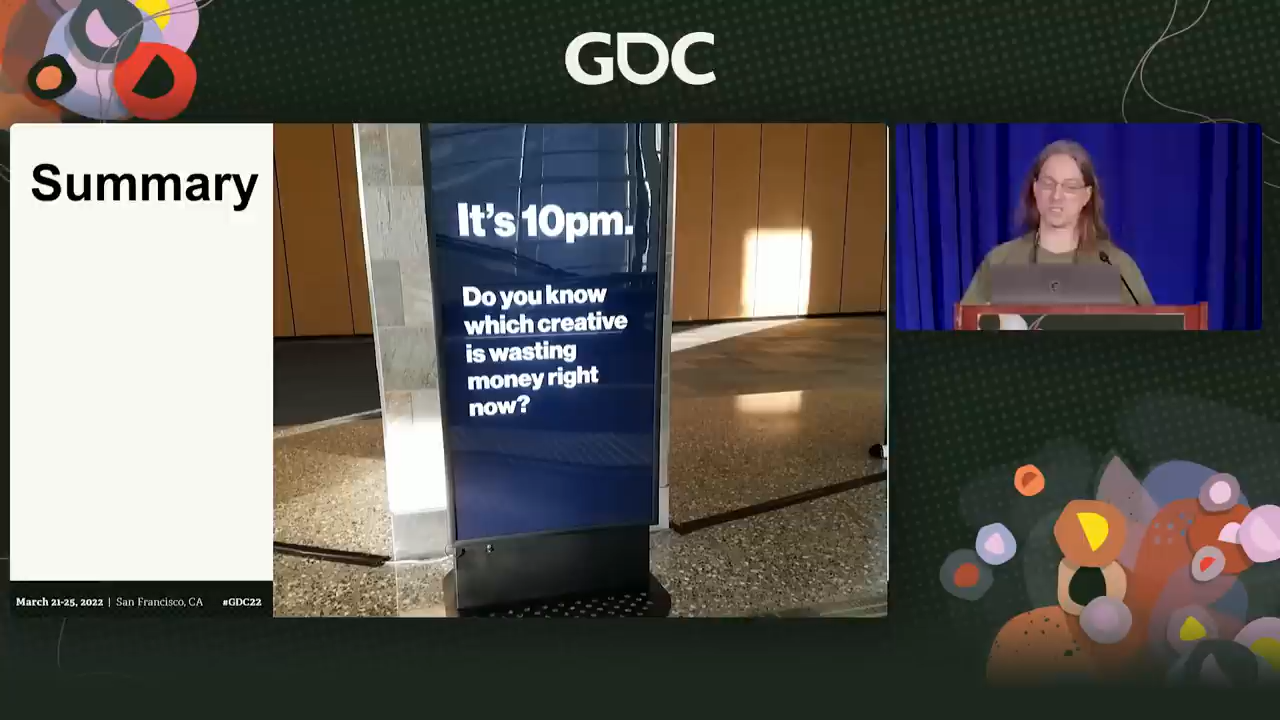 GDC
Summary
It's 10pm.
Do you know
which creative
is wasting
money right
now?
March 21-25, 2022 | San Francisco, CA #GDC22